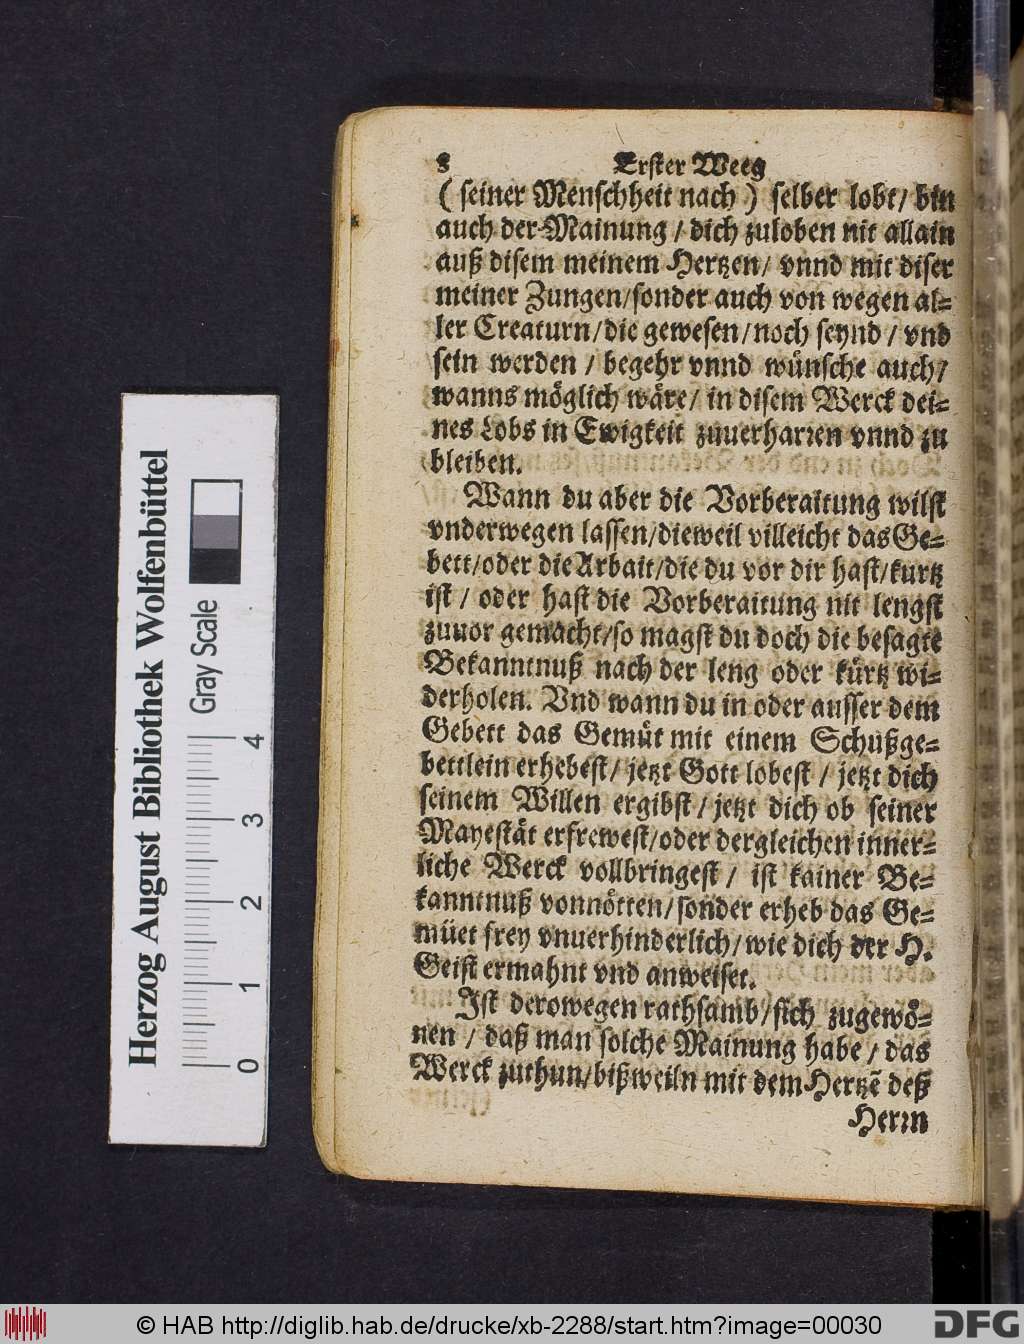 8 Erster Weeg
( seiner Menschheit nach ) selber lobt / bin
auch der Mainung / dich zuloben nit allain
auß disem meinem Hertzen / vnnd mit diser
meiner Zungen / sonder auch von wegen al-
ler Creaturn / die gewesen / noch seynd / vnd
sein werden / begehr vnnd wünsche auch /
wanns möglich wäre / in disem Werck dei-
nes Lobs in Ewigkeit zuuerharren vnnd zu
bleiben.
Wann du aber die Vorberaitung wilst
vnderwegen lassen / dieweil villeicht das Ge-
bett / oder die Arbait / die du vor dir hast / kurtz
ist / oder hast die Vorberaitung nit lengst
zuuor gemacht / so magst du doch die besagte
Bekanntnuß nach der leng oder kürtz wi-
derholen. Vnd wann du in oder ausser dem
Gebett das Gemüt mit einem Schußge-
bettlein erhebest / jetzt Gott lobest / jetzt dich
seinem Willen ergibst / jetzt dich ob seiner
Mayestät erfrewest / oder dergleichen inner-
liche Werck vollbringest / ist kainer Be-
kanntnuß vonnötten / sonder erheb das Ge-
müet frey vnuerhinderlich / wie dich der H.
Geist ermahnt vnd anweiset.
Ist derowegen rathsamb / sich zugewö-
nen / daß man solche Mainung habe / das
Werck zuthun / bißweiln mit dem Hertzē deß
Herrn
Herzog August Bibliothek Wolfenbüttel
Gray Scale
0 1 2 3 4
© HAB http://diglib.hab.de/drucke/xb-2288/start.htm?image=00030
DFG